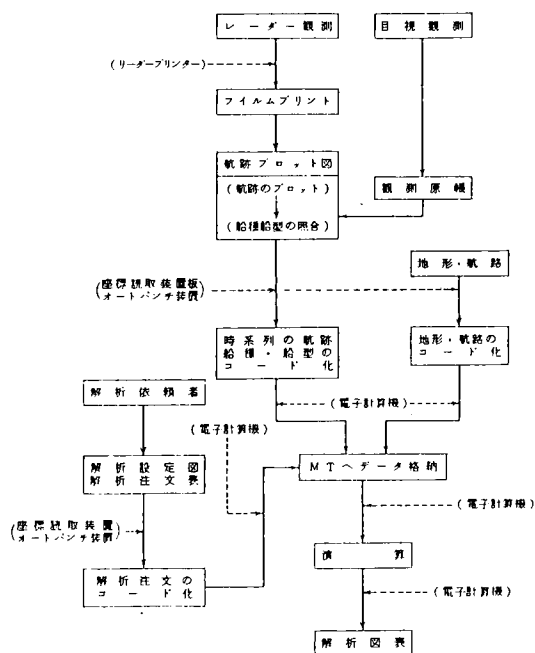 レーダー観測
目視観測
(リーダープリンター)
フイルムプリント
航跡プロット図
(航跡のプロット)
(船種船型の照合)
観測原帳
地形・航路
(座標読取装置板
オートパンチ装置)
時系列の航跡
船種・船型の
コード化
地形・航路の
コード化
解析依頼者
(電子計算機)
(電子計算機)
解析設定図
解析注文表
MTへデータ格納
(電子計算機)
(座標読取装置
オートパンチ装置)
演算
解析注文の
コード化
(電子計算機)
解析図表